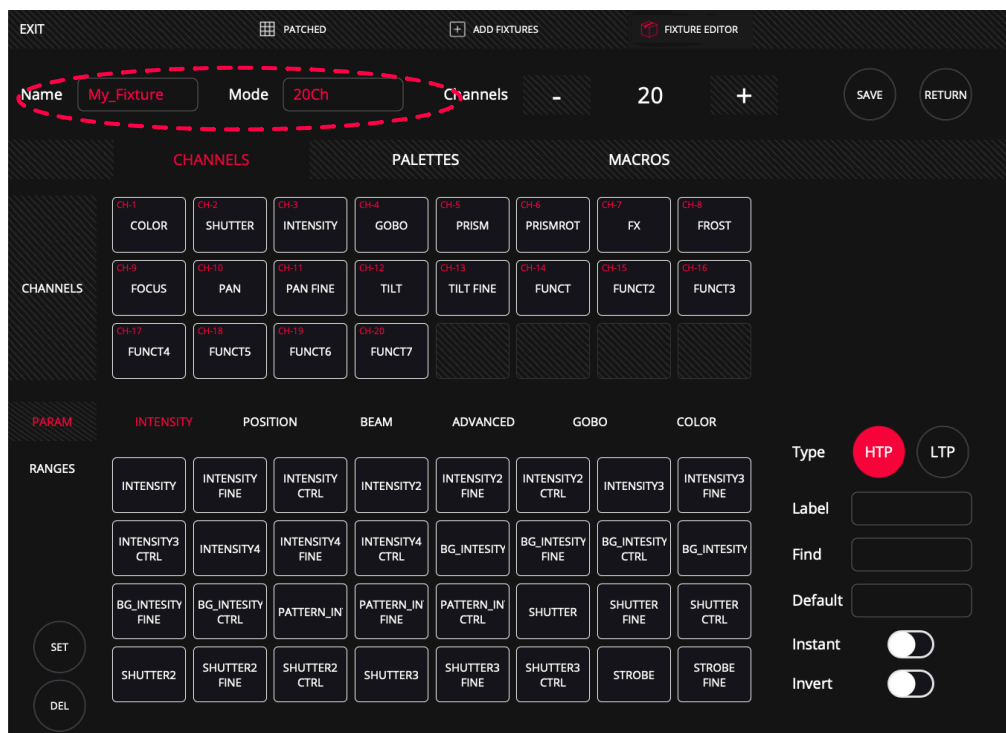 EXIT PATCHED ADD FIXTURES FIXTURE EDITOR
Name My_Fixture Mode 20Ch Channels - 20 + SAVE RETURN
CHANNELS PALETTES MACROS
CH-1 CH-2 CH-3 CH-4 CH-5 CH-6 CH-7 CH-8
COLOR SHUTTER INTENSITY GOBO PRISM PRISMROT FX FROST
CH-9 CH-10 CH-11 CH-12 CH-13 CH-14 CH-15 CH-16
CHANNELS FOCUS PAN PAN FINE TILT TILT FINE FUNCT FUNCT2 FUNCT3
CH-17 CH-18 CH-19 CH-20
FUNCT4 FUNCT5 FUNCT6 FUNCT7
PARAM INTENSITY POSITION BEAM ADVANCED GOBO COLOR
Type HTP LTP
RANGES
INTENSITY INTENSITY FINE INTENSITY CTRL INTENSITY2 INTENSITY2 FINE INTENSITY2 CTRL INTENSITY3 INTENSITY3 FINE
Label
INTENSITY3 CTRL INTENSITY4 INTENSITY4 FINE INTENSITY4 CTRL BG_INTESITY BG_INTESITY FINE BG_INTESITY CTRL BG_INTESITY
Find
BG_INTESITY FINE BG_INTESITY CTRL PATTERN_IN PATTERN_IN FINE PATTERN_IN CTRL SHUTTER SHUTTER FINE SHUTTER CTRL
Default
SET
Instant
SHUTTER2 SHUTTER2 FINE SHUTTER2 CTRL SHUTTER3 SHUTTER3 FINE SHUTTER3 CTRL STROBE STROBE FINE
Invert
DEL